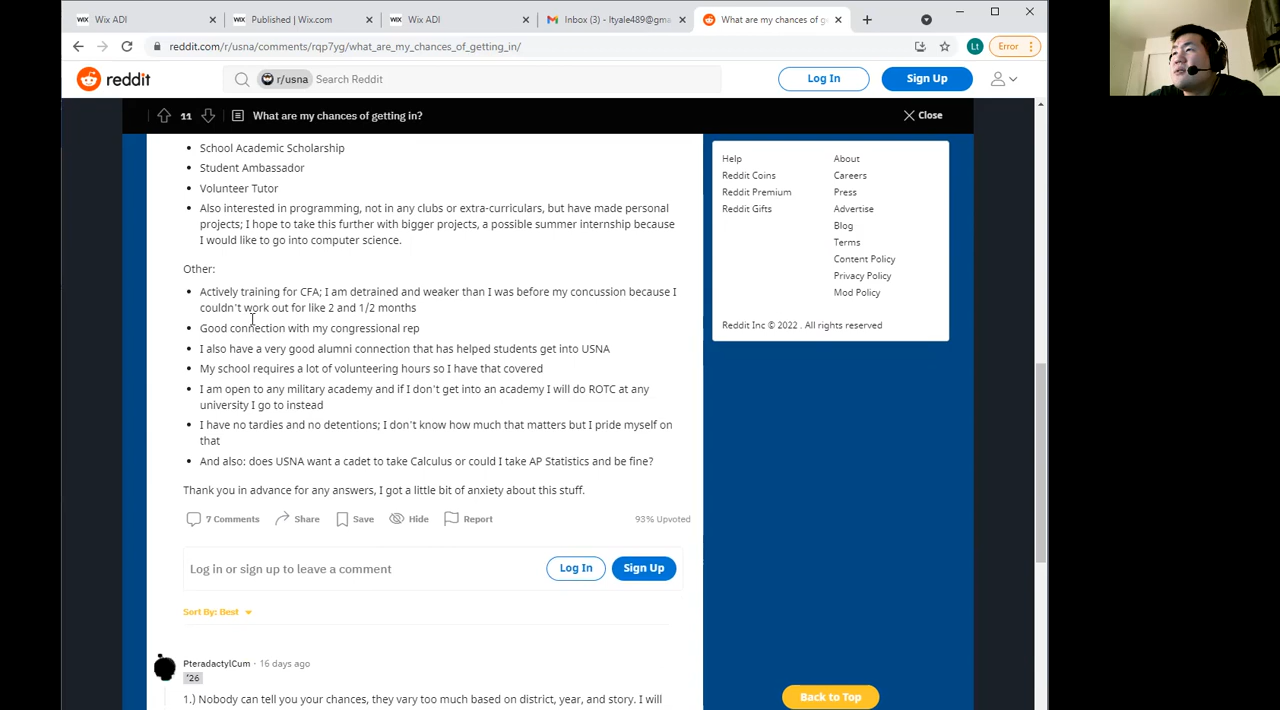 Wix ADI
Published | Wix.com
Wix ADI
Inbox (3) - ltyale489@gma
What are my chances of g
reddit.com/r/usna/comments/rqp7yg/what_are_my_chances_of_getting_in/
Lt
Error
reddit
r/usna
Search Reddit
Log In
Sign Up
11
What are my chances of getting in?
Close
• School Academic Scholarship
• Student Ambassador
• Volunteer Tutor
• Also interested in programming, not in any clubs or extra-curriculars, but have made personal
projects; I hope to take this further with bigger projects, a possible summer internship because
I would like to go into computer science.
Other:
• Actively training for CFA; I am detrained and weaker than I was before my concussion because I
couldn't work out for like 2 and 1/2 months
• Good connection with my congressional rep
• I also have a very good alumni connection that has helped students get into USNA
• My school requires a lot of volunteering hours so I have that covered
• I am open to any military academy and if I don't get into an academy I will do ROTC at any
university I go to instead
• I have no tardies and no detentions; I don't know how much that matters but I pride myself on
that
• And also: does USNA want a cadet to take Calculus or could I take AP Statistics and be fine?
Thank you in advance for any answers, I got a little bit of anxiety about this stuff.
7 Comments
Share
Save
Hide
Report
93% Upvoted
Log in or sign up to leave a comment
Log In
Sign Up
Sort By: Best
PteradactylCum · 16 days ago
'26
1.) Nobody can tell you your chances, they vary too much based on district, year, and story. I will
Help
Reddit Coins
Reddit Premium
Reddit Gifts
About
Careers
Press
Advertise
Blog
Terms
Content Policy
Privacy Policy
Mod Policy
Reddit Inc © 2022 . All rights reserved
Back to Top